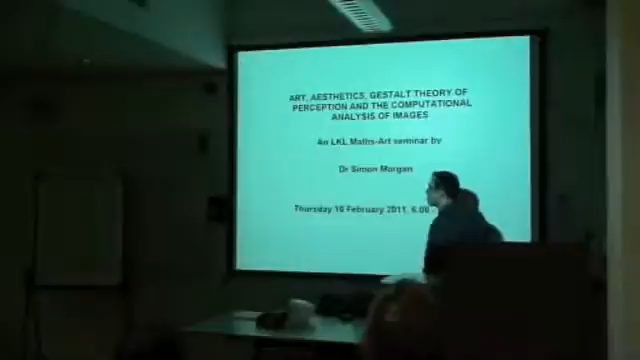 ART, AESTHETICS, GESTALT THEORY OF
PERCEPTION AND THE COMPUTATIONAL
ANALYSIS OF IMAGES
An LKL Maths-Art seminar by
Dr Simon Morgan
Thursday 10 February 2011, 6.00